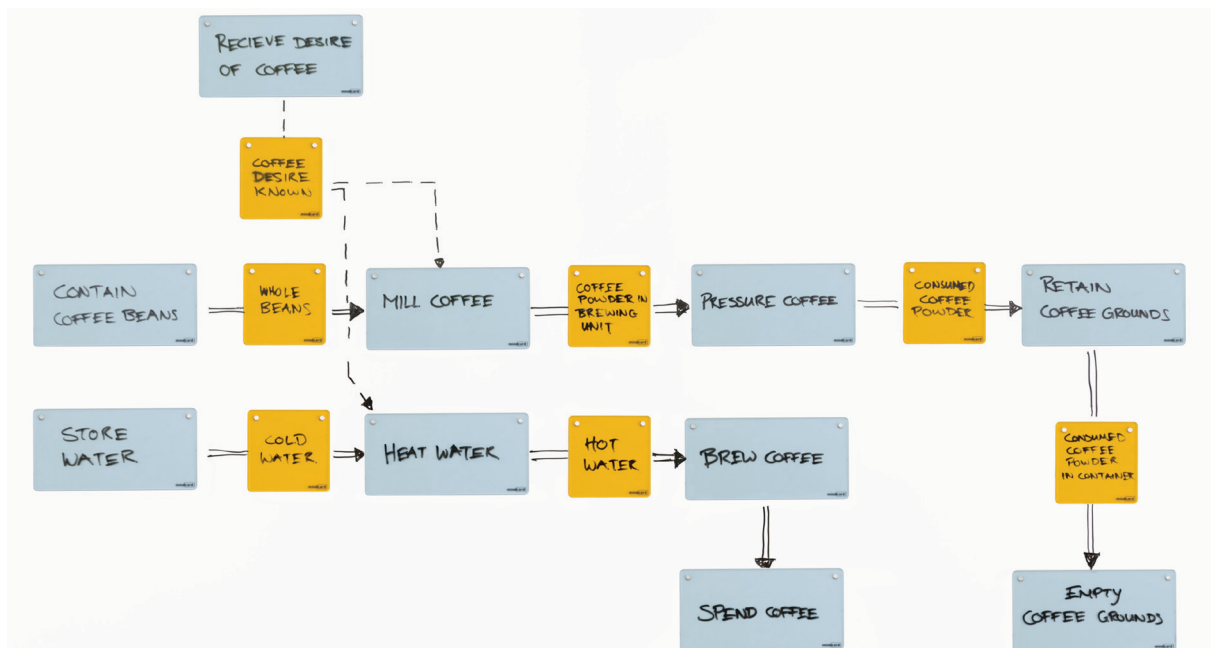 RECIEVE DESIRE
OF COFFEE
COFFEE
DESIRE
KNOWN
CONTAIN
COFFEE BEANS
WHOLE
BEANS
MILL COFFEE
COFFEE
POWDER IN
BREWING
UNIT
PRESSURE COFFEE
CONSUMED
COFFEE
POWDER
RETAIN
COFFEE GROUNDS
STORE
WATER
COLD
WATER
HEAT WATER
HOT
WATER
BREW COFFEE
CONSUMED
COFFEE
POWDER
IN CONTAINER
SPEND COFFEE
EMPTY
COFFEE GROUNDS